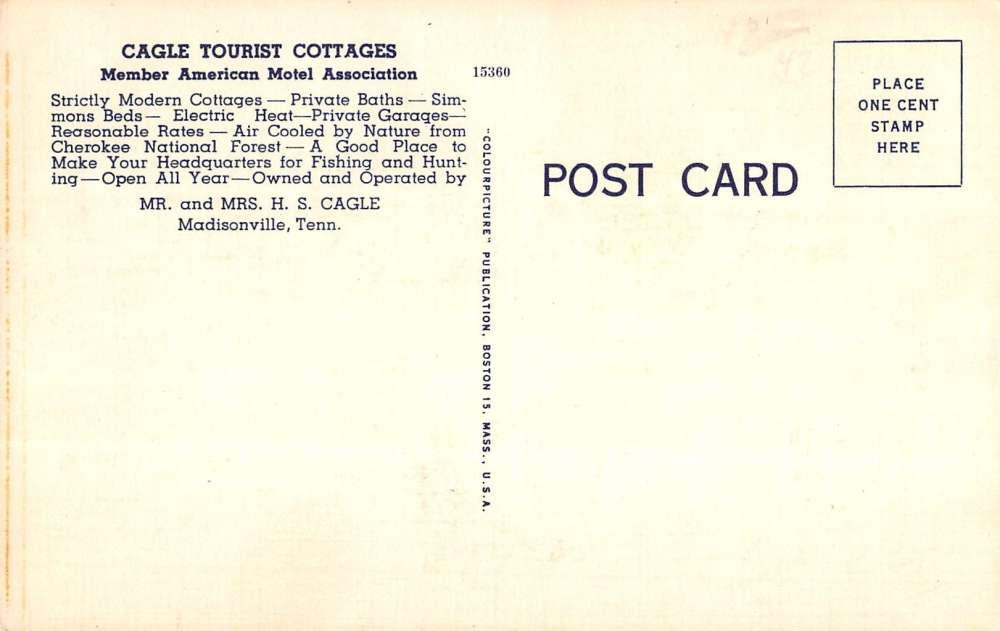 CAGLE TOURIST COTTAGES
Member American Motel Association
Strictly Modern Cottages — Private Baths — Sim-
mons Beds — Electric Heat—Private Garages—
Reasonable Rates — Air Cooled by Nature from
Cherokee National Forest — A Good Place to
Make Your Headquarters for Fishing and Hunt-
ing—Open All Year—Owned and Operated by
MR. and MRS. H. S. CAGLE
Madisonville, Tenn.
15360
"COLOURPICTURE" PUBLICATION, BOSTON 15, MASS., U.S.A.
POST CARD
PLACE
ONE CENT
STAMP
HERE